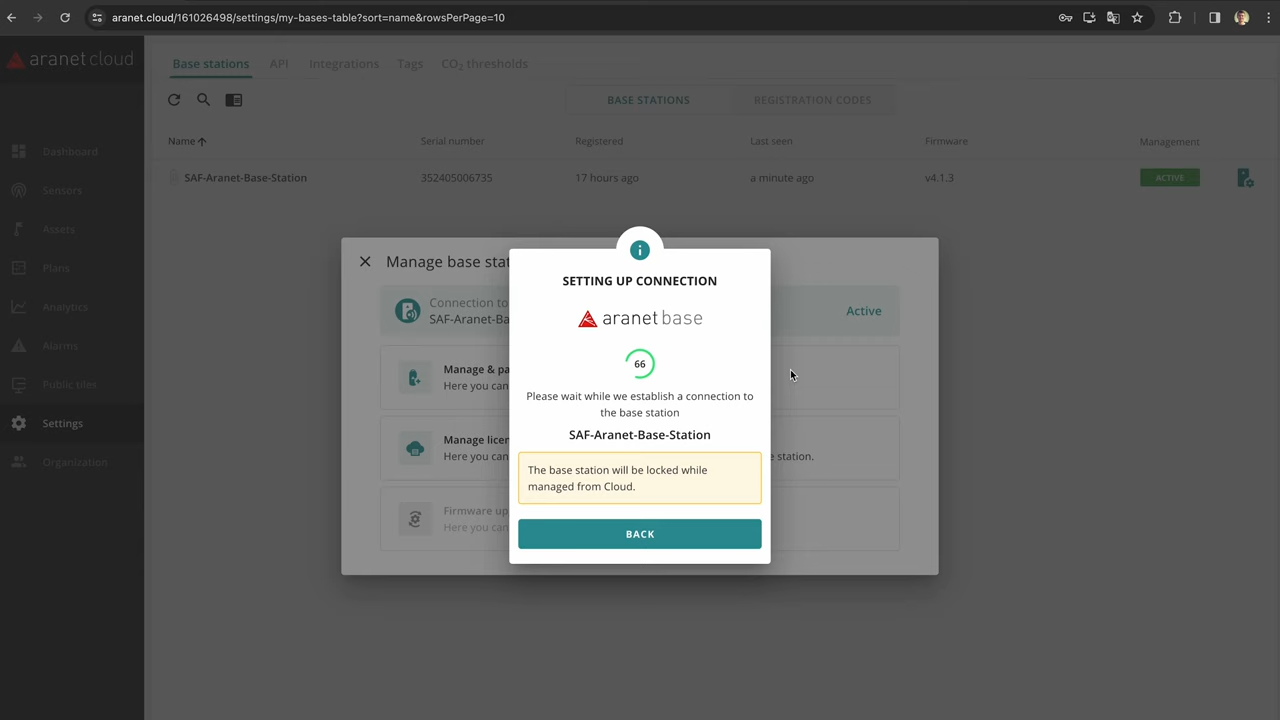 aranet.cloud/161026498/settings/my-bases-table?sort=name&rowsPerPage=10
aranet cloud
Base stations
API
Integrations
Tags
CO₂ thresholds
BASE STATIONS
REGISTRATION CODES
Name
Serial number
Registered
Last seen
Firmware
Management
SAF-Aranet-Base-Station
352405006735
17 hours ago
a minute ago
v4.1.3
ACTIVE
Dashboard
Sensors
Assets
Plans
Analytics
Alarms
Public tiles
Settings
Organization
Manage base stat
Connection to
SAF-Aranet-Ba
Active
Manage & pa
Here you can
Manage licen
Here you can
e station.
Firmware up
Here you can
SETTING UP CONNECTION
aranet base
66
Please wait while we establish a connection to
the base station
SAF-Aranet-Base-Station
The base station will be locked while
managed from Cloud.
BACK